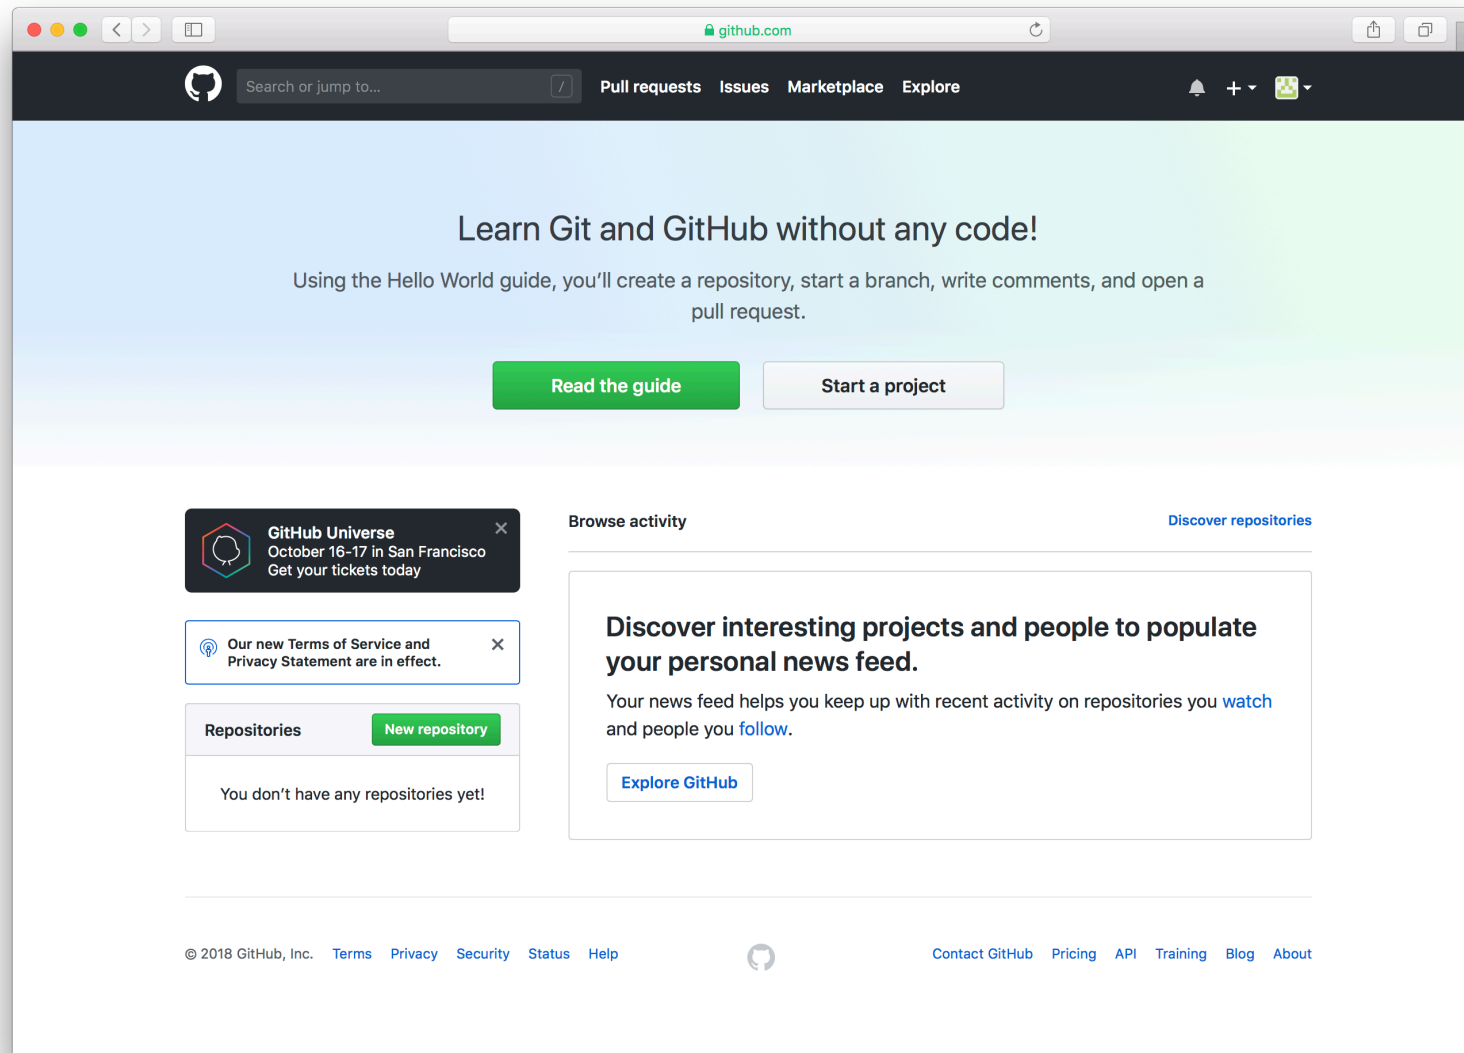 github.com
Search or jump to...
/
Pull requests
Issues
Marketplace
Explore
Learn Git and GitHub without any code!
Using the Hello World guide, you’ll create a repository, start a branch, write comments, and open a
pull request.
Read the guide
Start a project
GitHub Universe
October 16-17 in San Francisco
Get your tickets today
Our new Terms of Service and
Privacy Statement are in effect.
Repositories
New repository
You don’t have any repositories yet!
Browse activity
Discover repositories
Discover interesting projects and people to populate
your personal news feed.
Your news feed helps you keep up with recent activity on repositories you watch
and people you follow.
Explore GitHub
© 2018 GitHub, Inc.
Terms
Privacy
Security
Status
Help
Contact GitHub
Pricing
API
Training
Blog
About